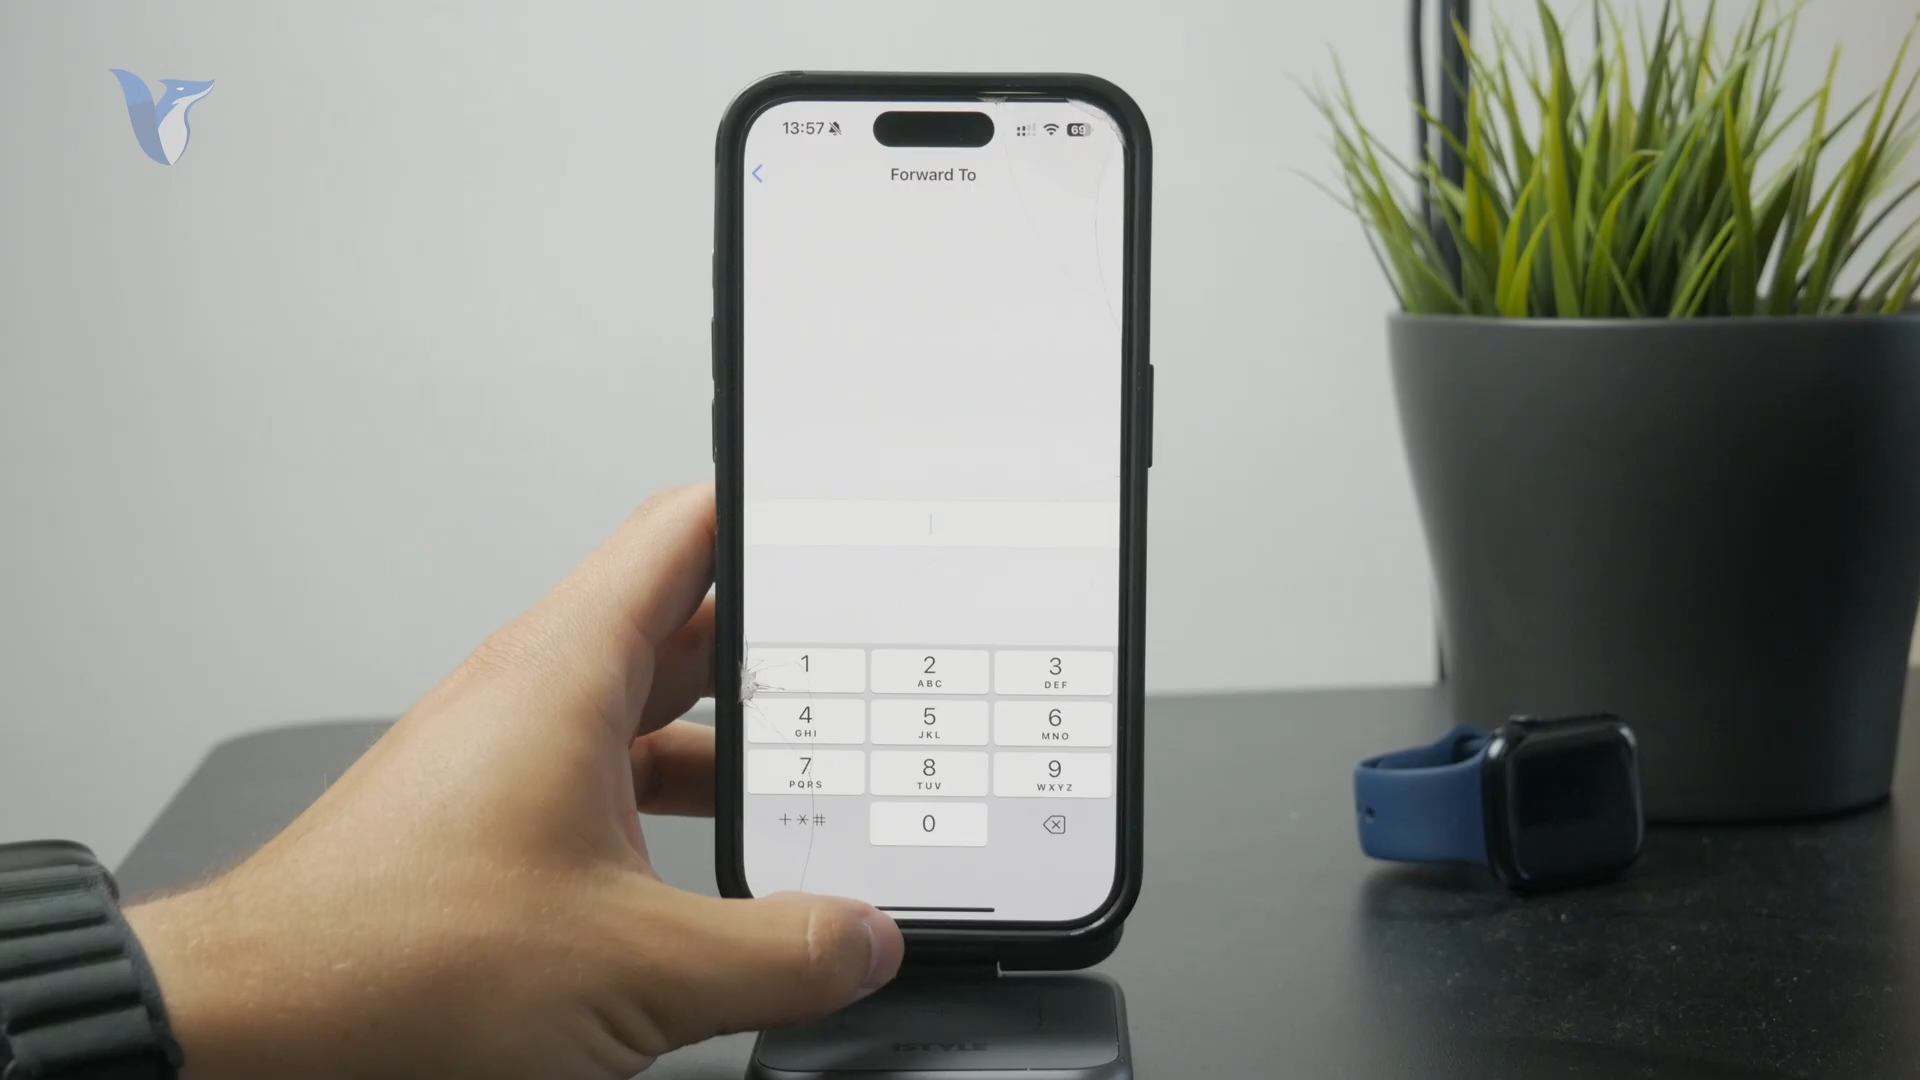 13:57
69
Forward To
1
2
ABC
3
DEF
4
GHI
5
JKL
6
MNO
7
PQRS
8
TUV
9
WXYZ
+*#
0
iSTYLE